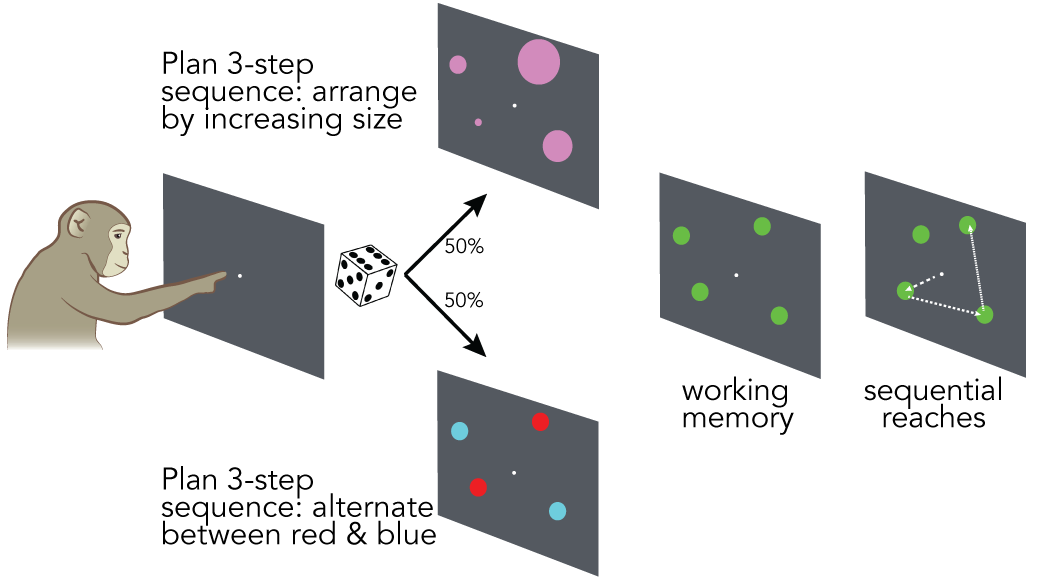 Plan 3-step
sequence: arrange
by increasing size
50%
50%
Plan 3-step
sequence: alternate
between red & blue
working
memory
sequential
reaches